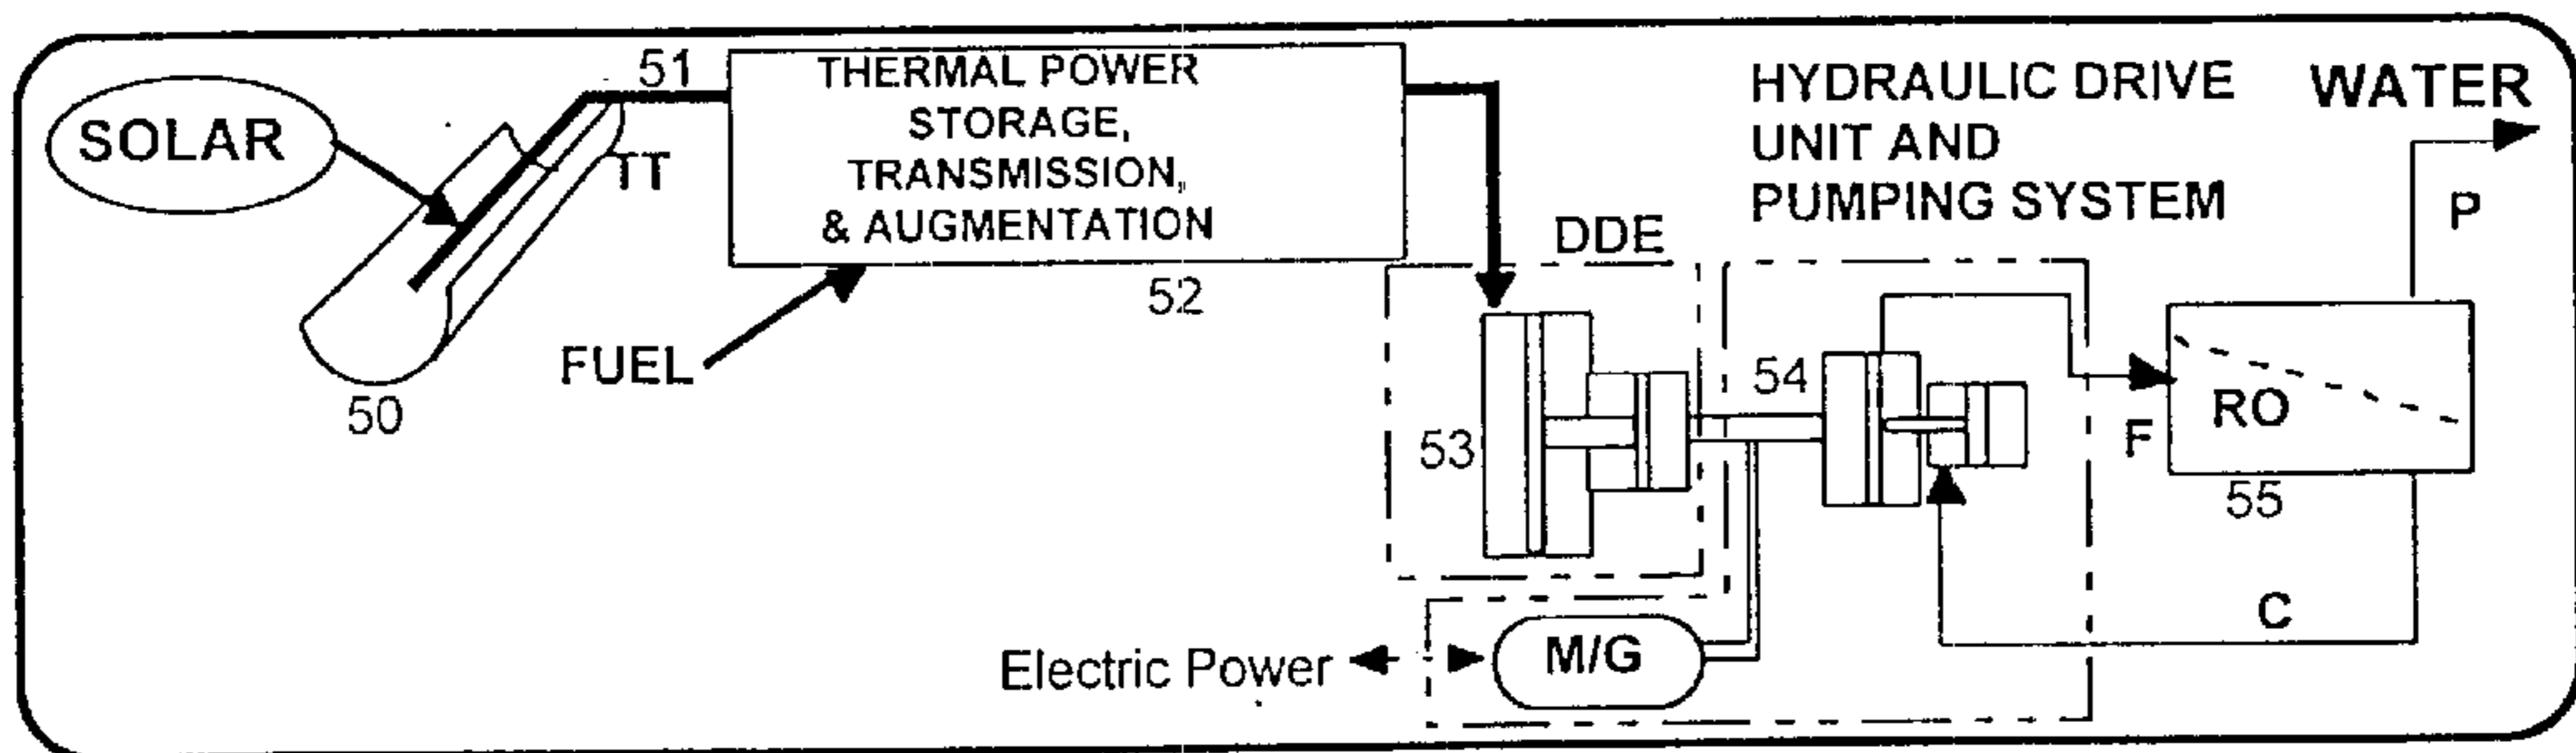 SOLAR
51
TT
50
THERMAL POWER
STORAGE,
TRANSMISSION,
& AUGMENTATION
52
FUEL
HYDRAULIC DRIVE
UNIT AND
PUMPING SYSTEM
WATER
P
DDE
53
54
F
RO
55
C
Electric Power
M/G